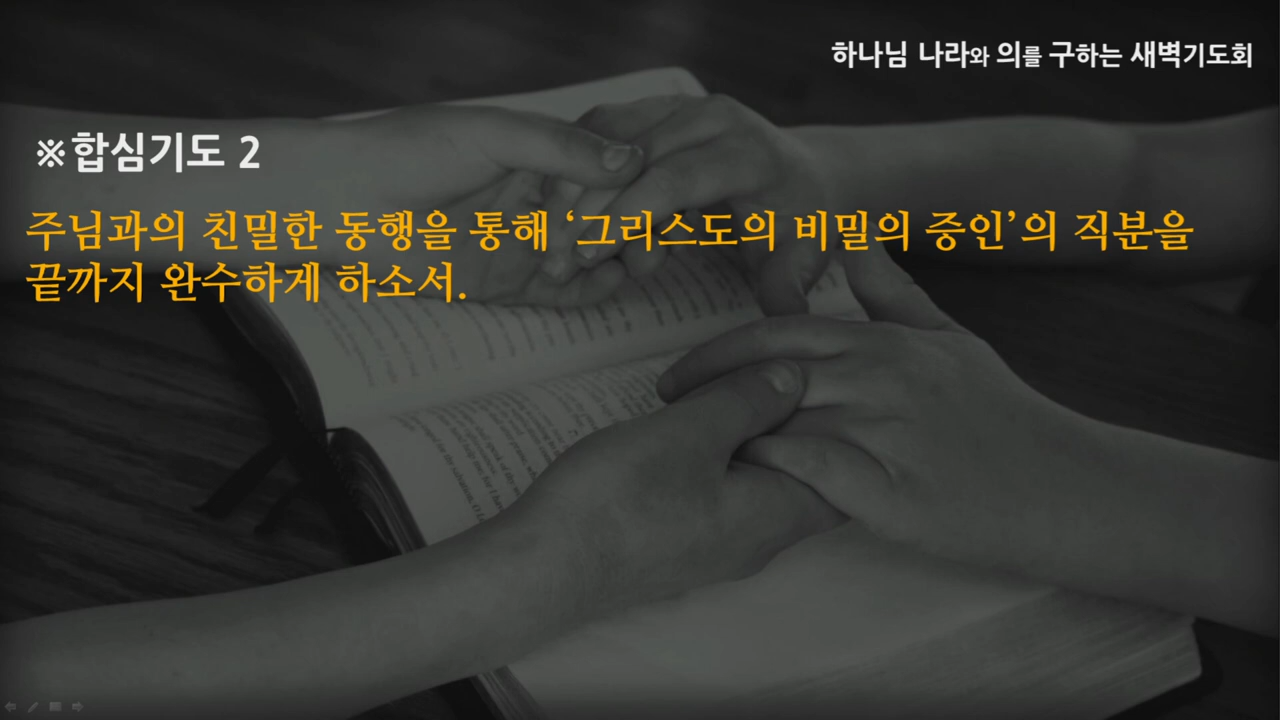 하나님 나라와 의를 구하는 새벽기도회
※합심기도 2
주님과의 친밀한 동행을 통해 ‘그리스도의 비밀의 증인’의 직분을
끝까지 완수하게 하소서.